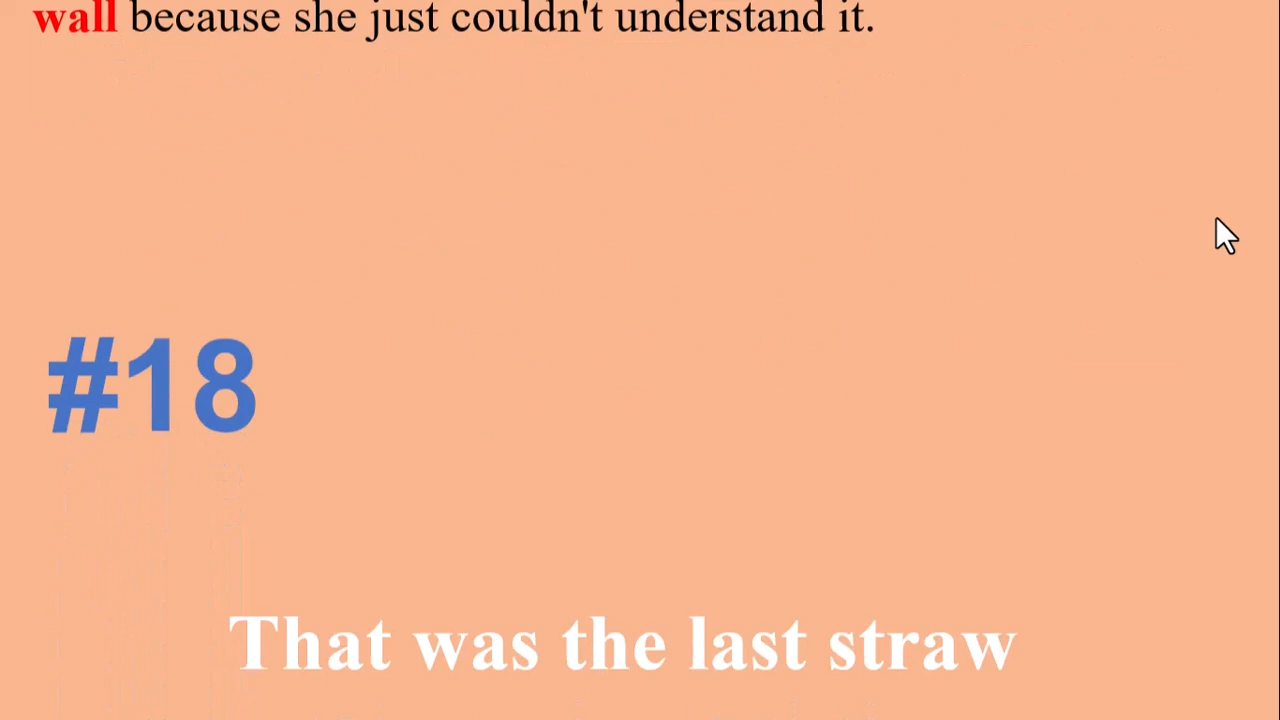 wall because she just couldn't understand it.
#18
That was the last straw